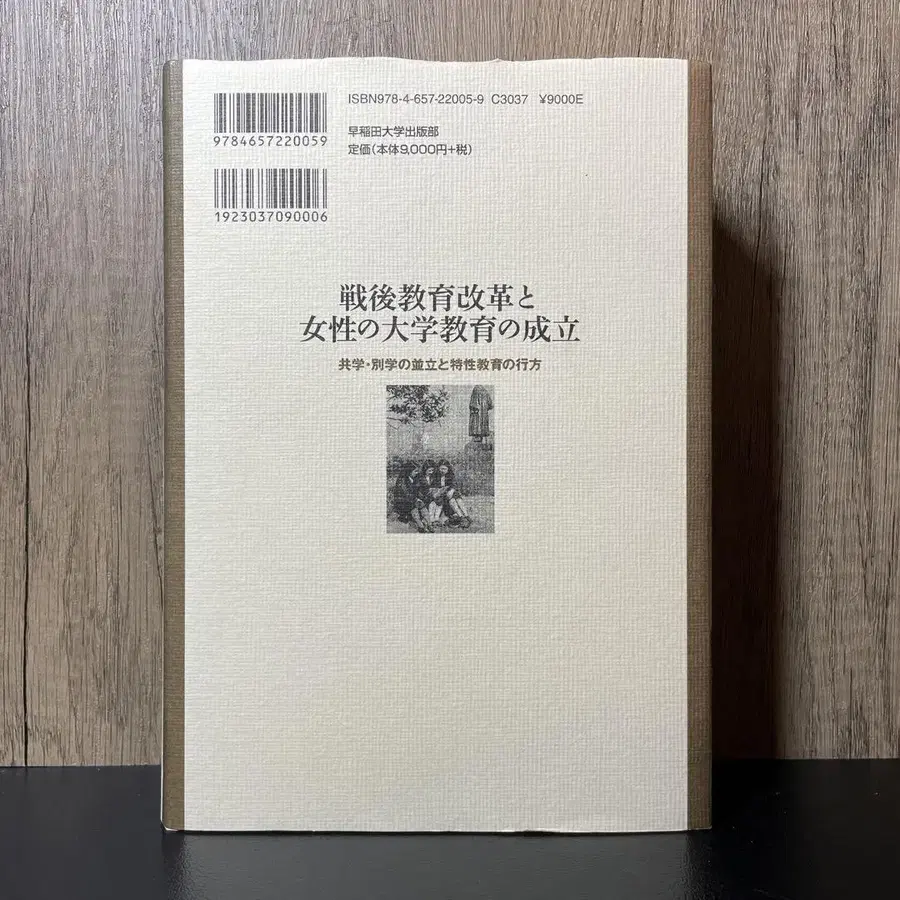 ISBN978-4-657-22005-9 C3037 ¥9000E
9784657220059
早稲田大学出版部
定価(本体9,000円+税)
1923037090006
戦後教育改革と
女性の大学教育の成立
共学・別学の並立と特性教育の行方